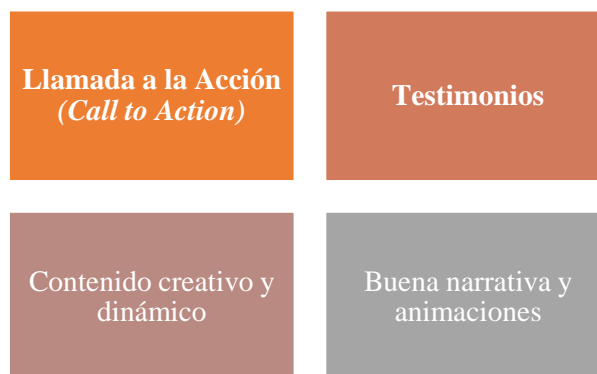 Llamada a la Acción
(Call to Action)
Testimonios
Contenido creativo y
dinámico
Buena narrativa y
animaciones